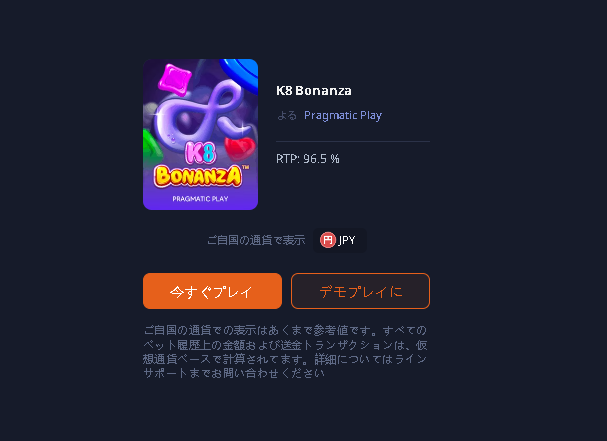 K8
BONANZA™
PRAGMATIC PLAY
K8 Bonanza
よる Pragmatic Play
RTP: 96.5 %
ご自国の通貨で表示 円 JPY
今すぐプレイ デモプレイに
ご自国の通貨での表示はあくまで参考値です。すべての
ベット履歴上の金額および送金トランザクションは、仮
想通貨ベースで計算されてます。詳細についてはライン
サポートまでお問い合わせください